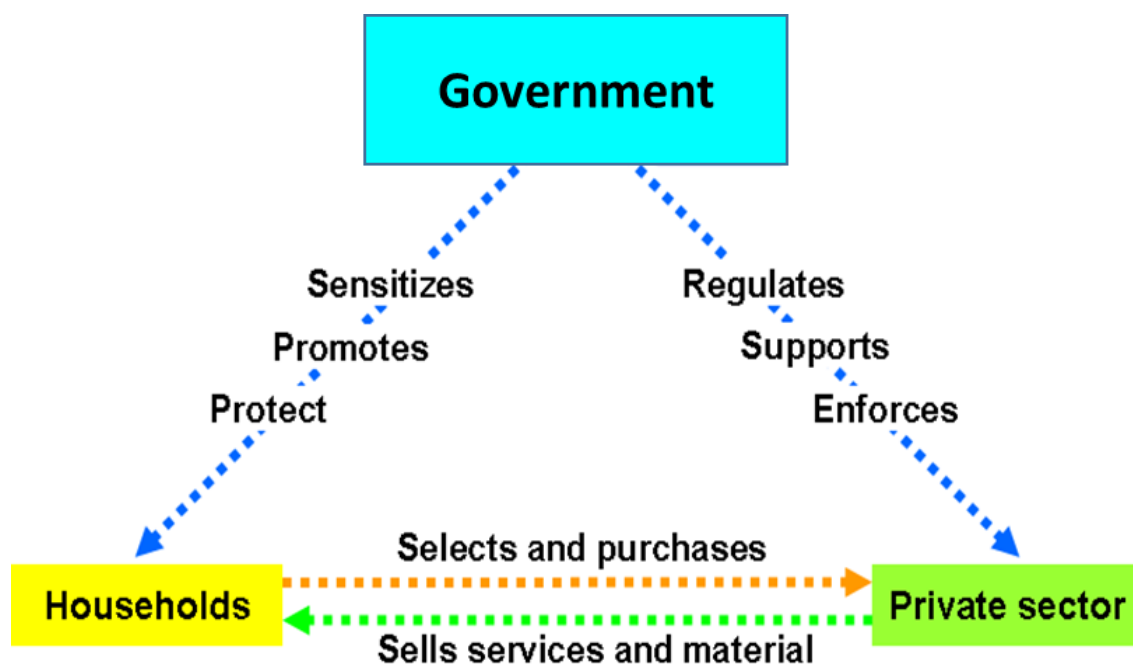 Government
Sensitizes
Regulates
Promotes
Supports
Protect
Enforces
Selects and purchases
Households
Private sector
Sells services and material